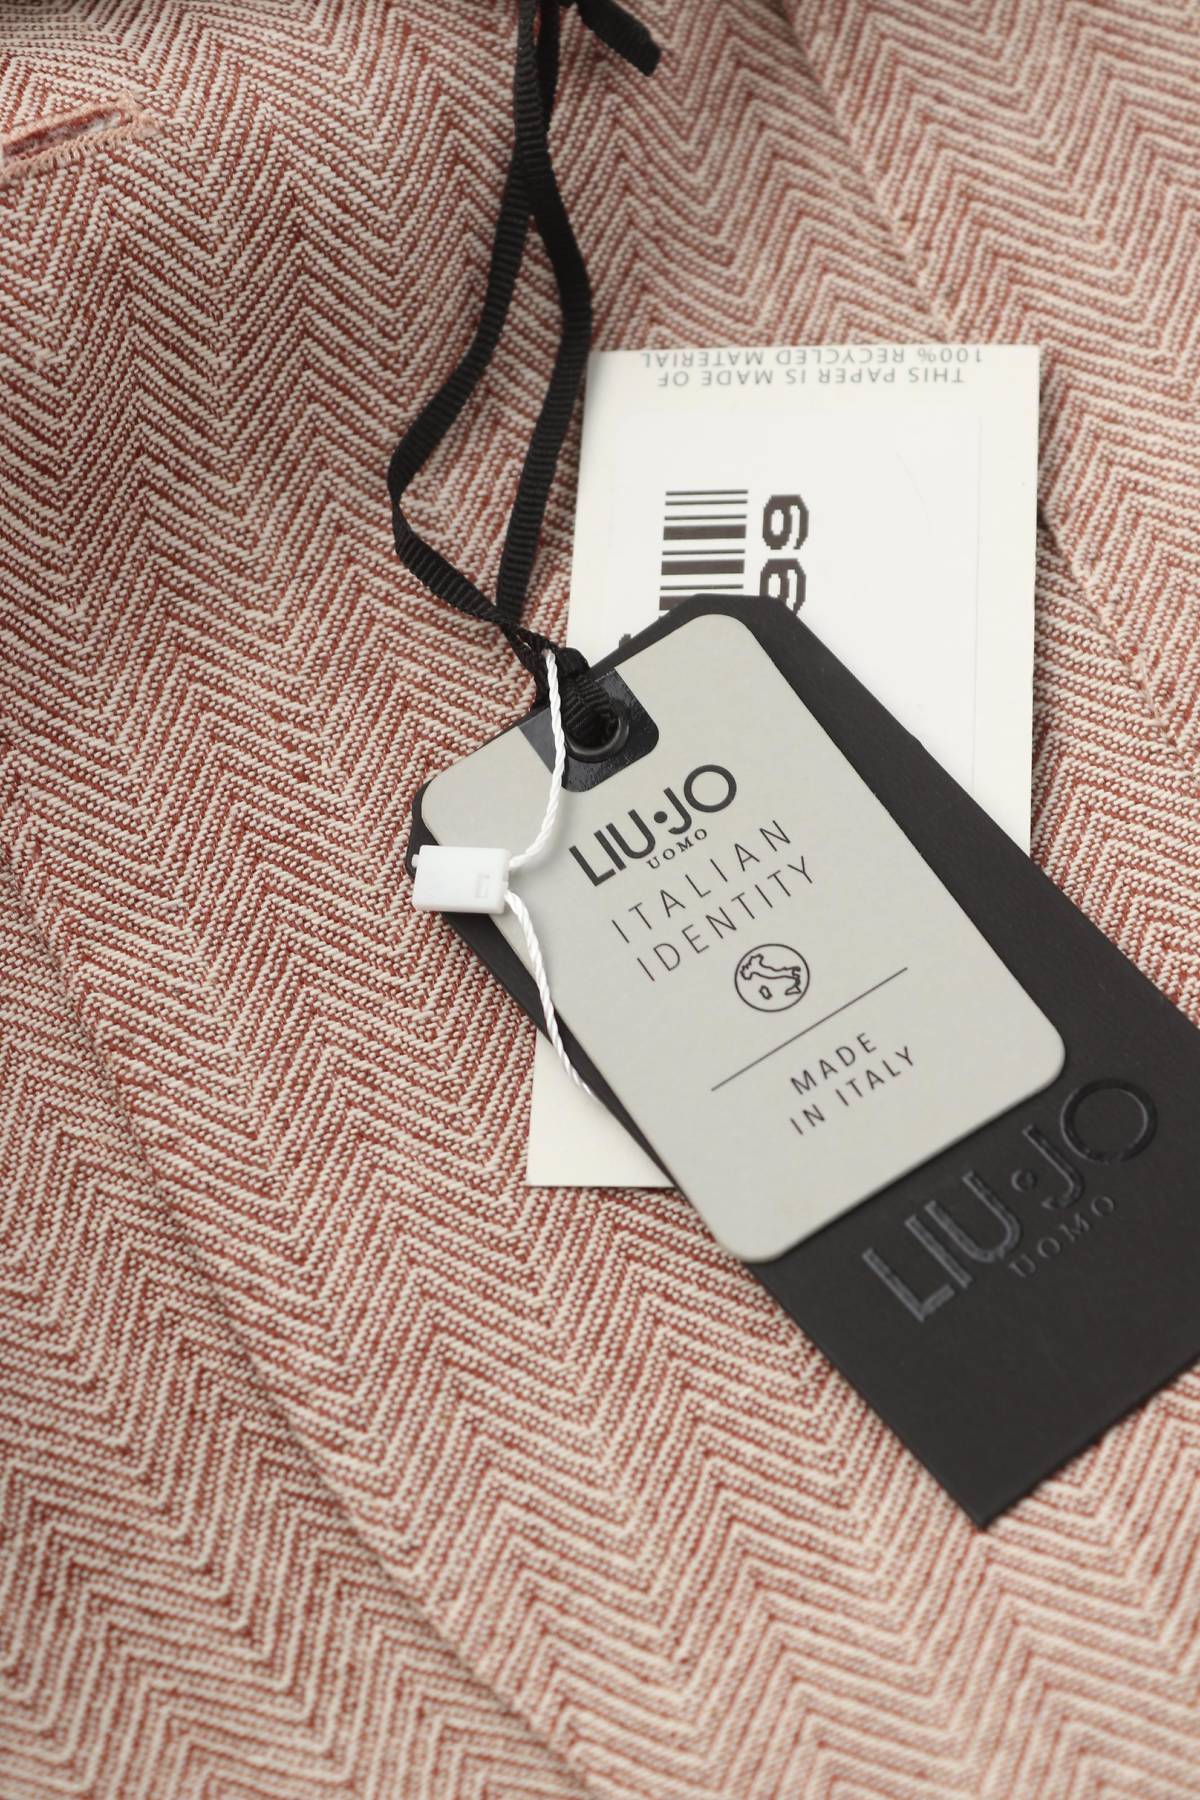 THIS PAPER IS MADE OF
100% RECYCLED MATERIAL
99
LIU·JO
UOMO
ITALIAN
IDENTITY
MADE
IN ITALY
LIU·JO
UOMO